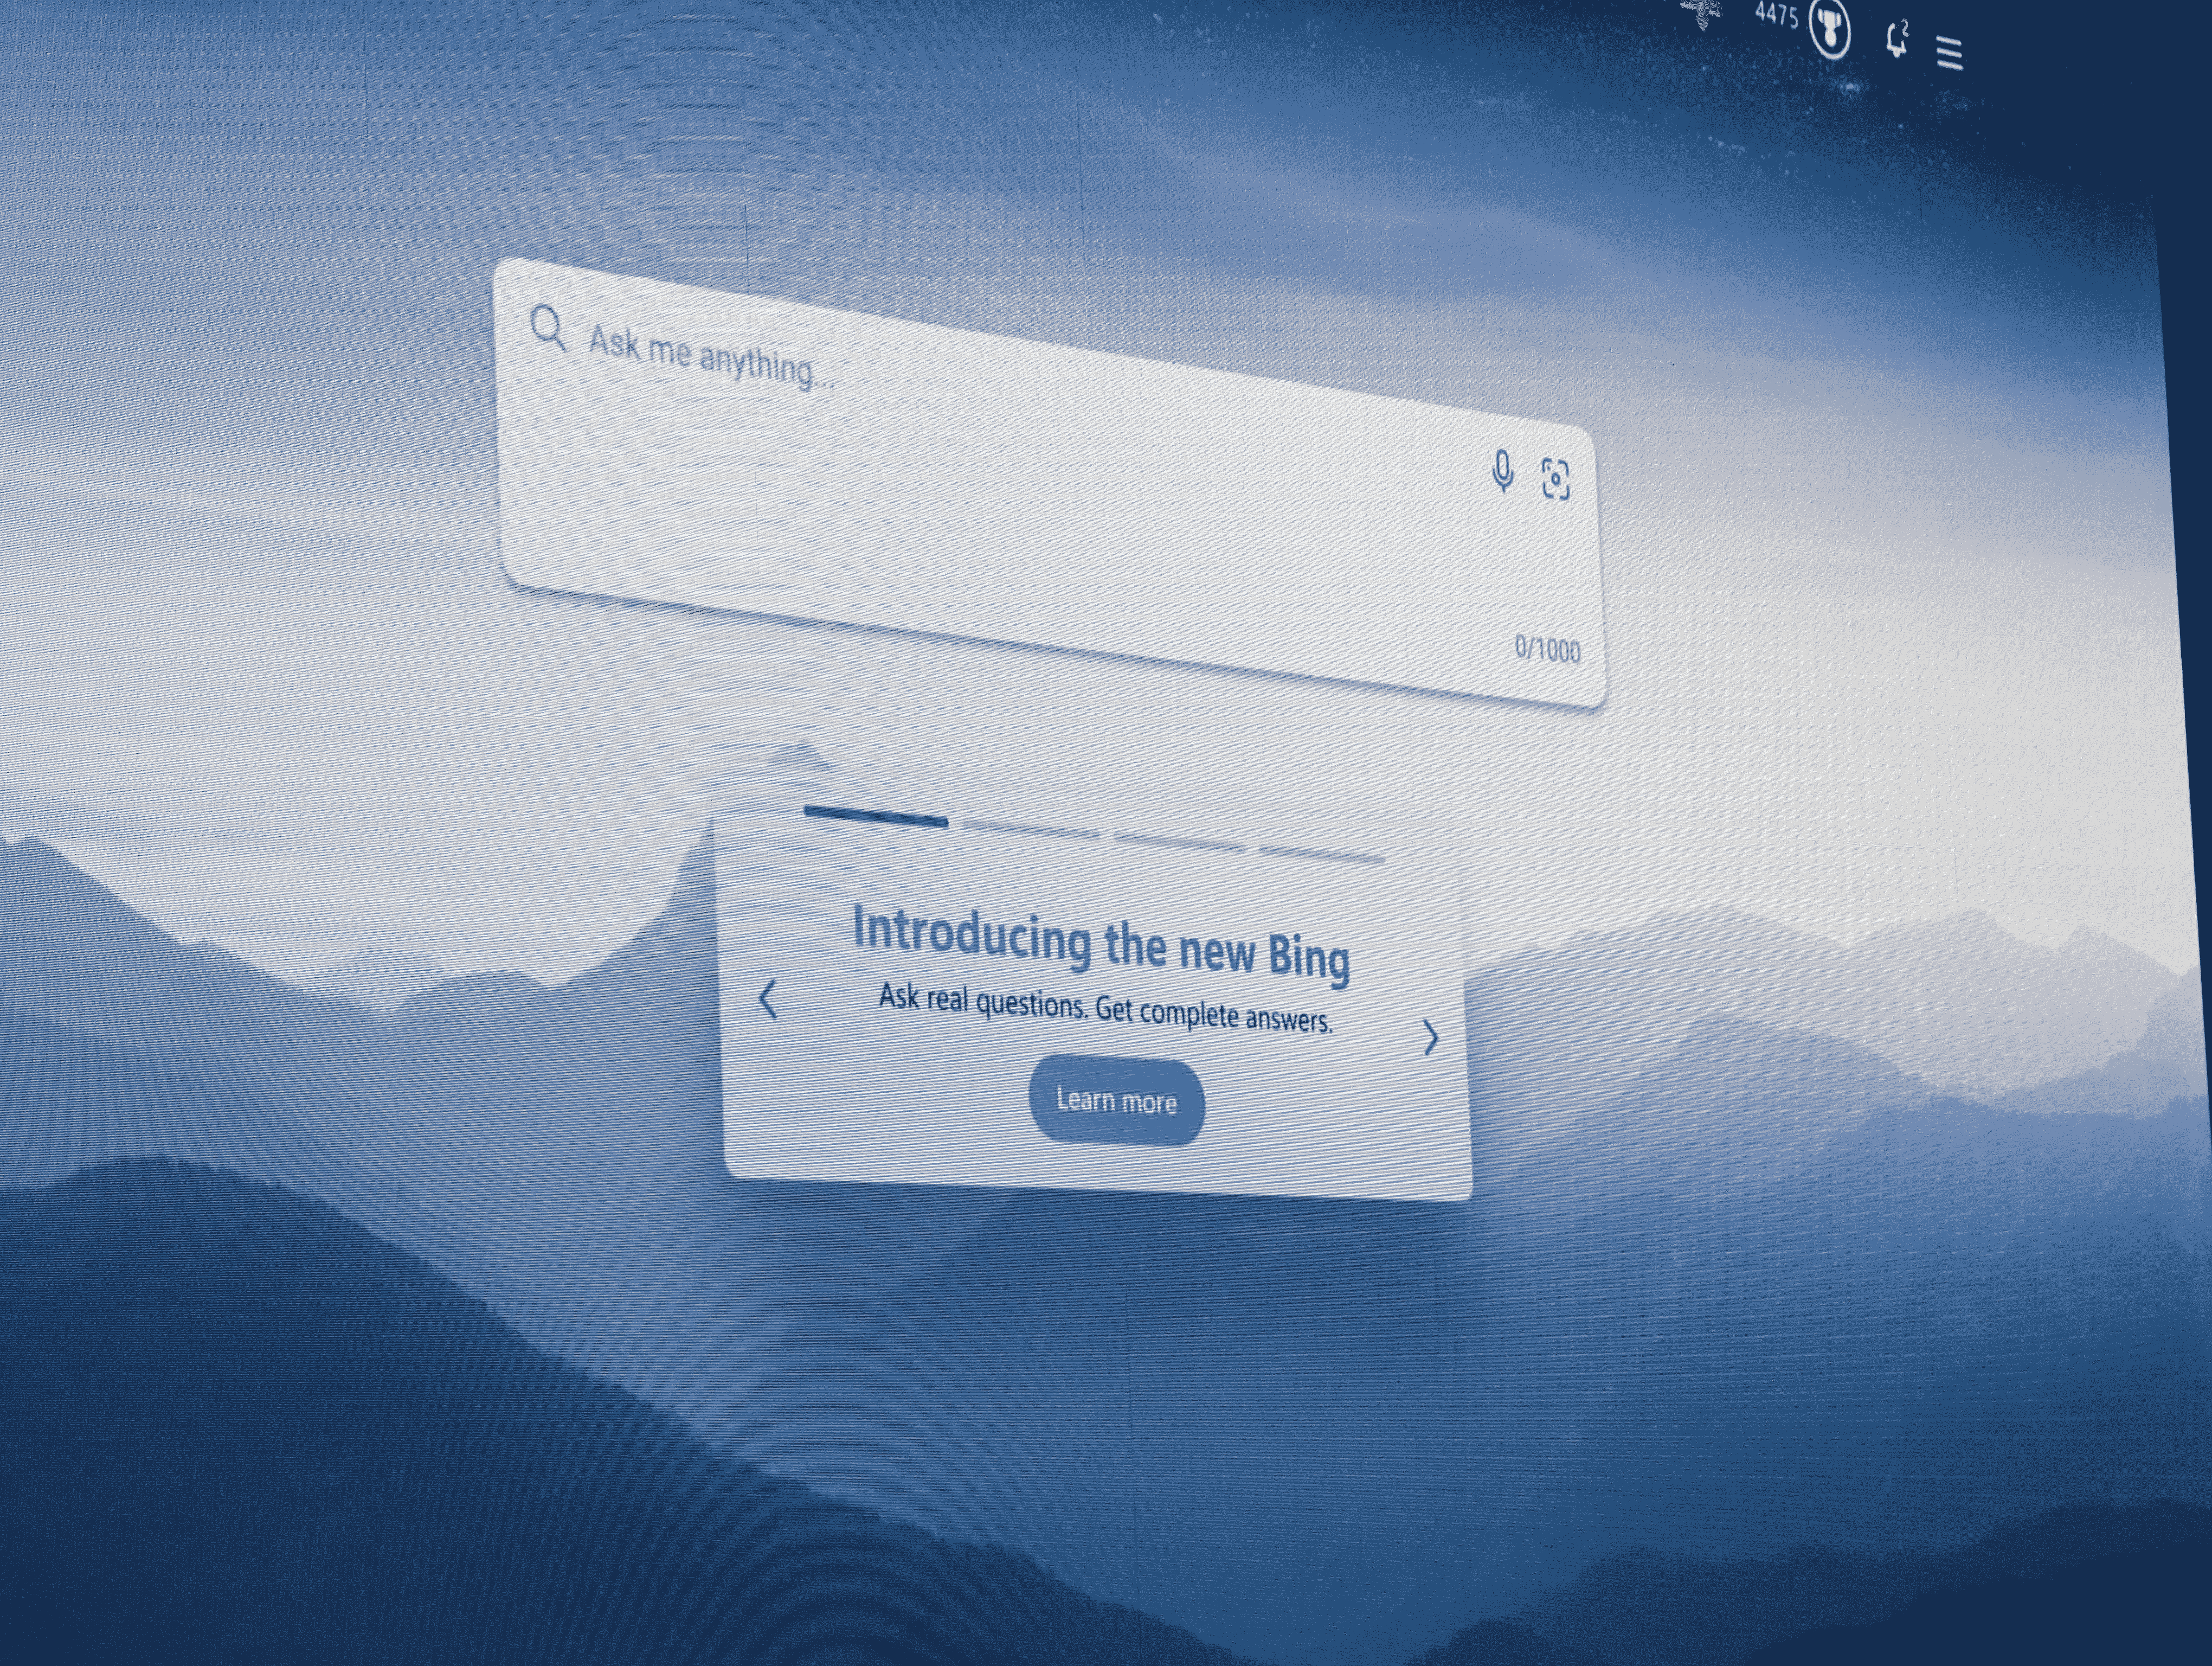 4475
2
Ask me anything...
0/1000
Introducing the new Bing
Ask real questions. Get complete answers.
Learn more